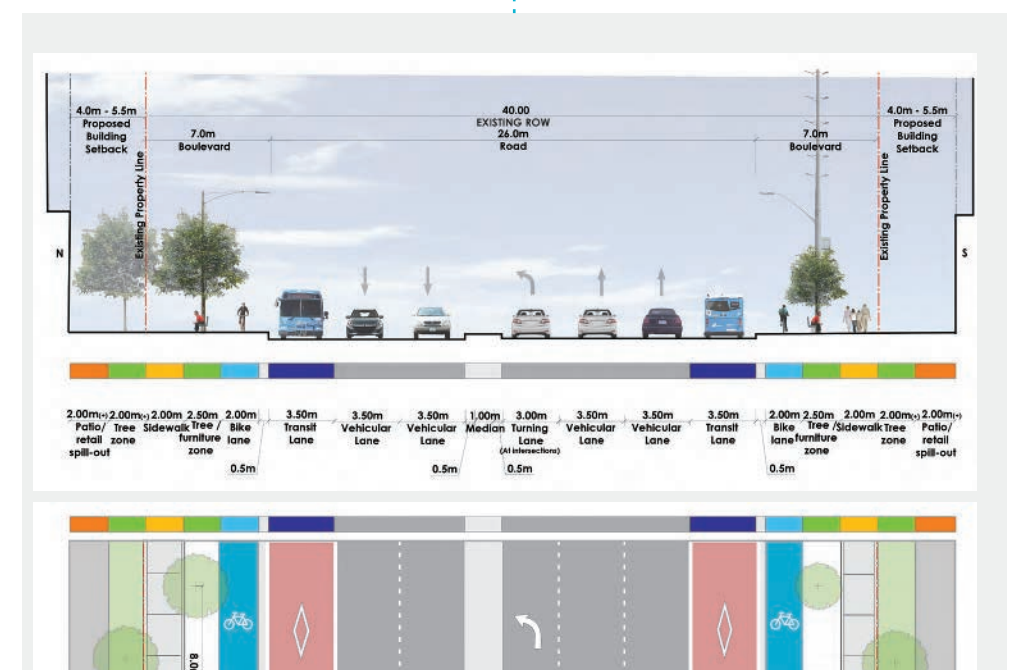 4.0m - 5.5m
Proposed
Building
Setback
Existing Property Line
7.0m
Boulevard
40.00
EXISTING ROW
26.0m
Road
7.0m
Boulevard
Existing Property Line
4.0m - 5.5m
Proposed
Building
Setback
N
S
2.00m(+) 2.00m(+) 2.00m 2.50m 2.00m 3.50m 3.50m 3.50m 1.00m 3.00m 3.50m 3.50m 3.50m 2.00m 2.50m 2.00m 2.00m(+) 2.00m(+)
Patio/
retail
spill-out
Tree
zone
Sidewalk
Tree /
furniture
zone
Bike
lane
0.5m
Transit
Lane
Vehicular
Lane
Vehicular
Lane
0.5m
Median
Turning
Lane
(At intersections)
0.5m
Vehicular
Lane
Vehicular
Lane
Transit
Lane
Bike
lane
0.5m
Tree /
furniture
zone
Sidewalk
Tree
zone
Patio/
retail
spill-out